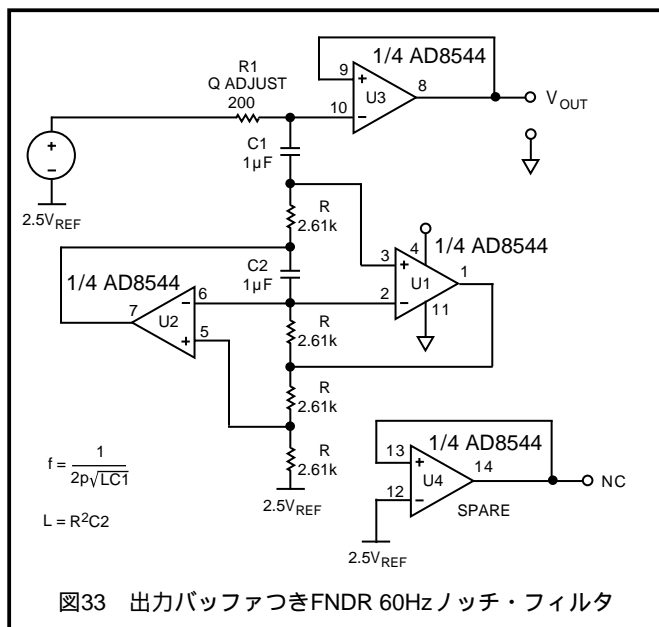 1/4 AD8544
R1
Q ADJUST
200
9
+
U3
8
10
−
V_OUT
+
−
2.5V_REF
C1
1µF
R
2.61k
1/4 AD8544
4
3
+
1
U1
2
−
11
1/4 AD8544
C2
1µF
7
6
−
U2
5
+
R
2.61k
R
2.61k
R
2.61k
2.5V_REF
1/4 AD8544
13
+
14
U4
12
−
NC
SPARE
2.5V_REF
f = 1 / 2p√LC1
L = R²C2
図33 出力バッファつきFNDR 60Hzノッチ・フィルタ